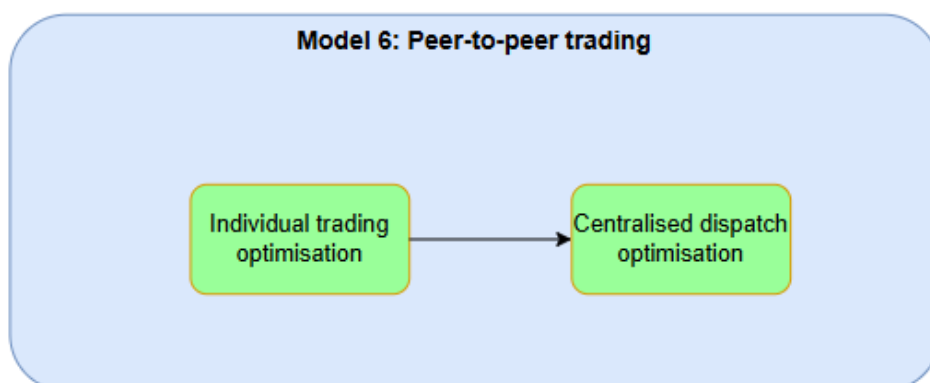 Model 6: Peer-to-peer trading
Individual trading
optimisation
Centralised dispatch
optimisation